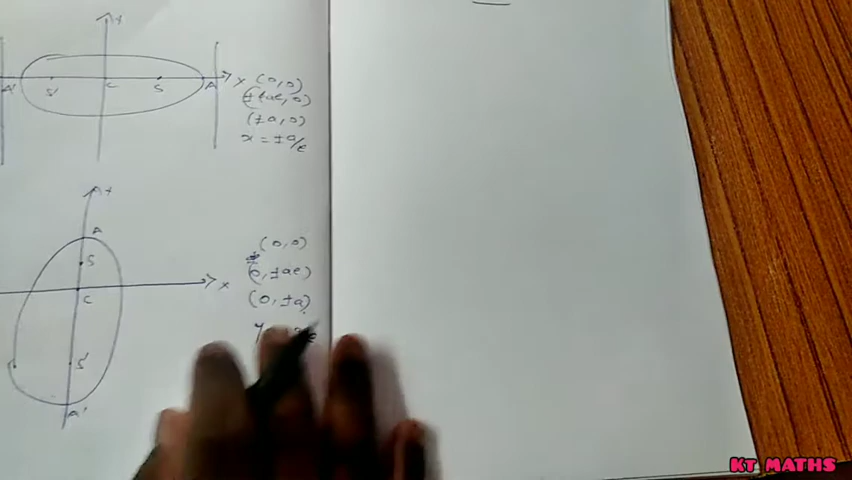 Y
X
A'
S'
C
S
A
(0,0)
(±ae,0)
(±a,0)
x = ±a/e
Y
A
S
X
C
S'
A'
(0,0)
(0,±ae)
(0,±a)
KT MATHS